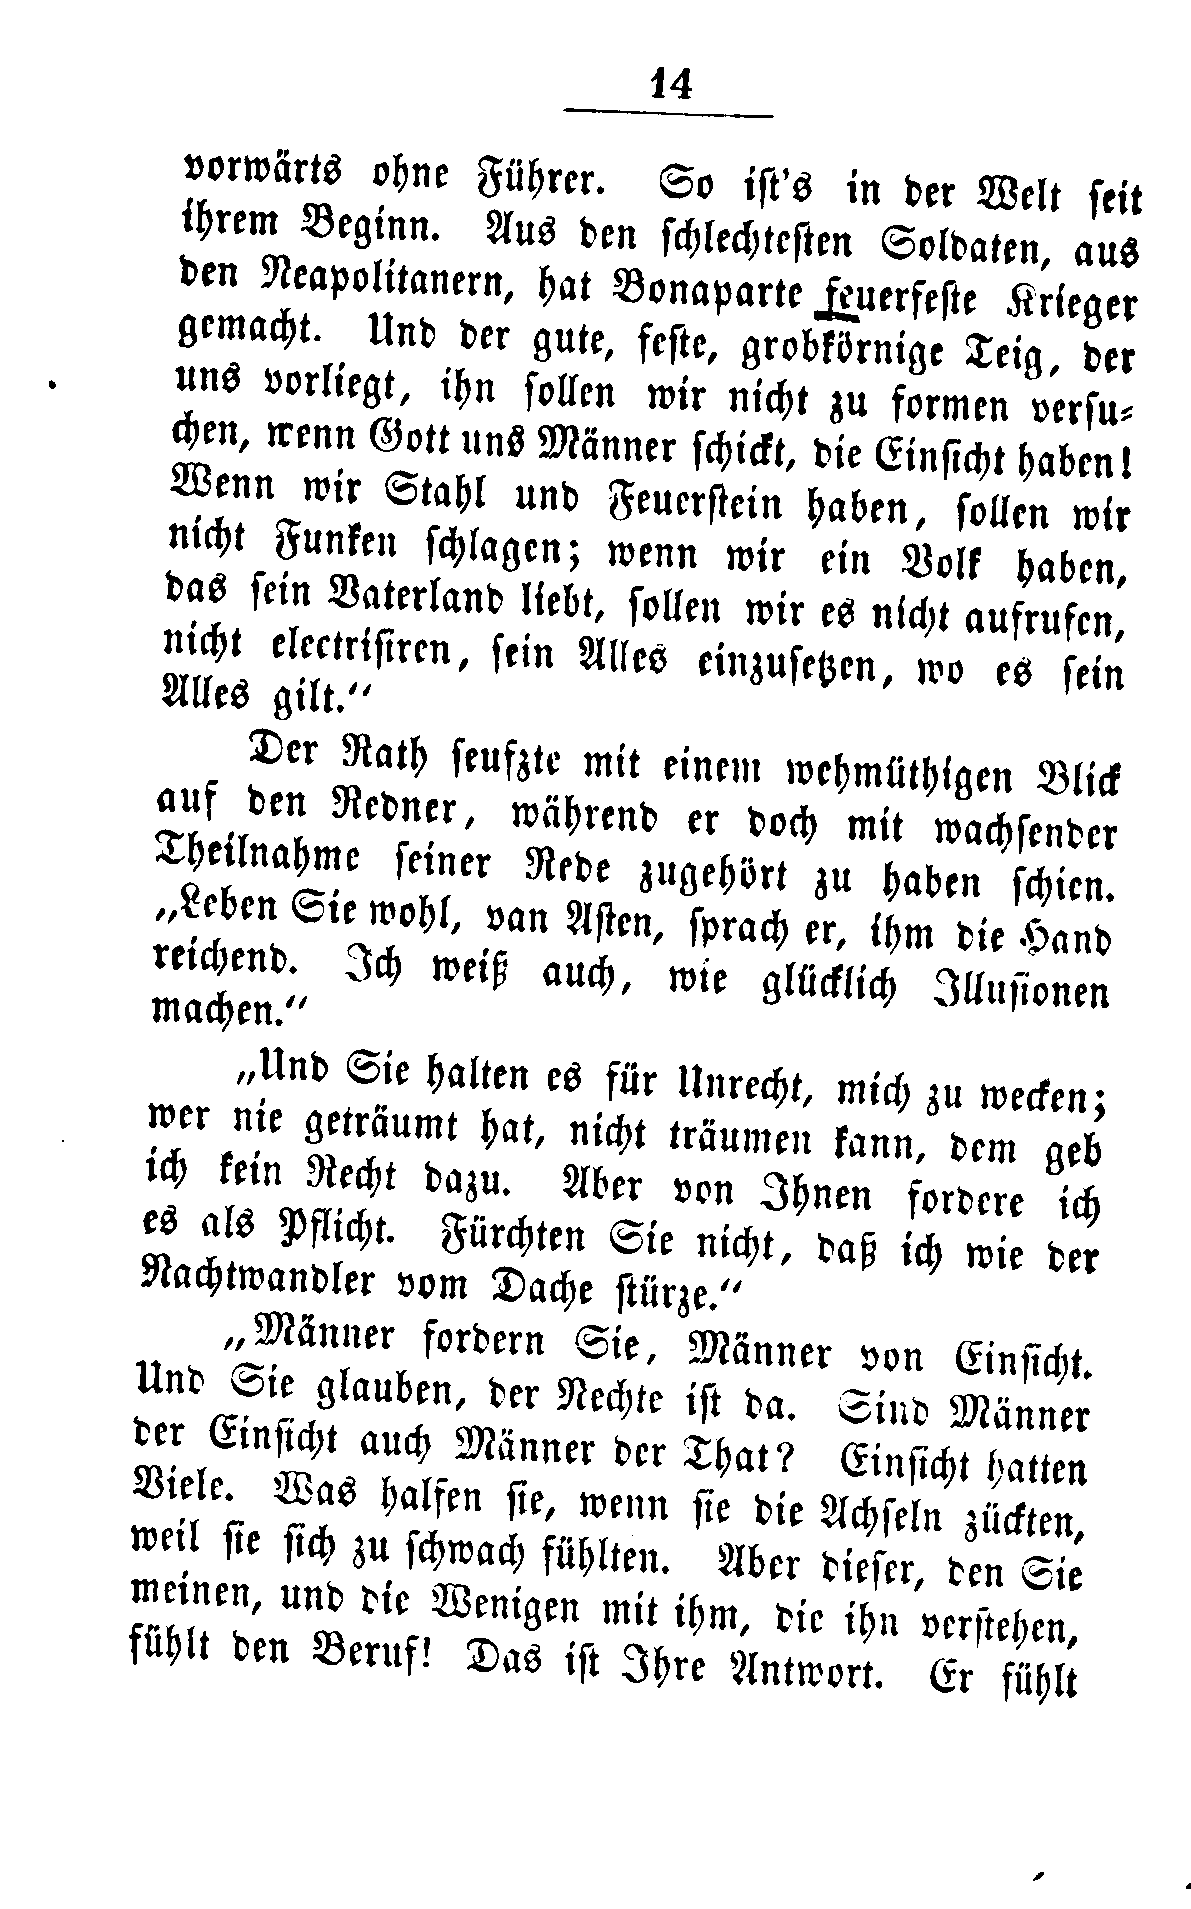 14
vorwärts ohne Führer. So ist's in der Welt seit
ihrem Beginn. Aus den schlechtesten Soldaten, aus
den Neapolitanern, hat Bonaparte feuerfeste Krieger
gemacht. Und der gute, feste, grobkörnige Teig, der
uns vorliegt, ihn sollen wir nicht zu formen versu-
chen, wenn Gott uns Männer schickt, die Einsicht haben!
Wenn wir Stahl und Feuerstein haben, sollen wir
nicht Funken schlagen; wenn wir ein Volk haben,
das sein Vaterland liebt, sollen wir es nicht aufrufen,
nicht electrisiren, sein Alles einzusetzen, wo es sein
Alles gilt.“
Der Rath seufzte mit einem wehmüthigen Blick
auf den Redner, während er doch mit wachsender
Theilnahme seiner Rede zugehört zu haben schien.
„Leben Sie wohl, van Asten, sprach er, ihm die Hand
reichend. Ich weiß auch, wie glücklich Illusionen
machen.“
„Und Sie halten es für Unrecht, mich zu wecken;
wer nie geträumt hat, nicht träumen kann, dem geb
ich kein Recht dazu. Aber von Ihnen fordere ich
es als Pflicht. Fürchten Sie nicht, daß ich wie der
Nachtwandler vom Dache stürze.“
„Männer fordern Sie, Männer von Einsicht.
Und Sie glauben, der Rechte ist da. Sind Männer
der Einsicht auch Männer der That? Einsicht hatten
Viele. Was halfen sie, wenn sie die Achseln zückten,
weil sie sich zu schwach fühlten. Aber dieser, den Sie
meinen, und die Wenigen mit ihm, die ihn verstehen,
fühlt den Beruf! Das ist Ihre Antwort. Er fühlt